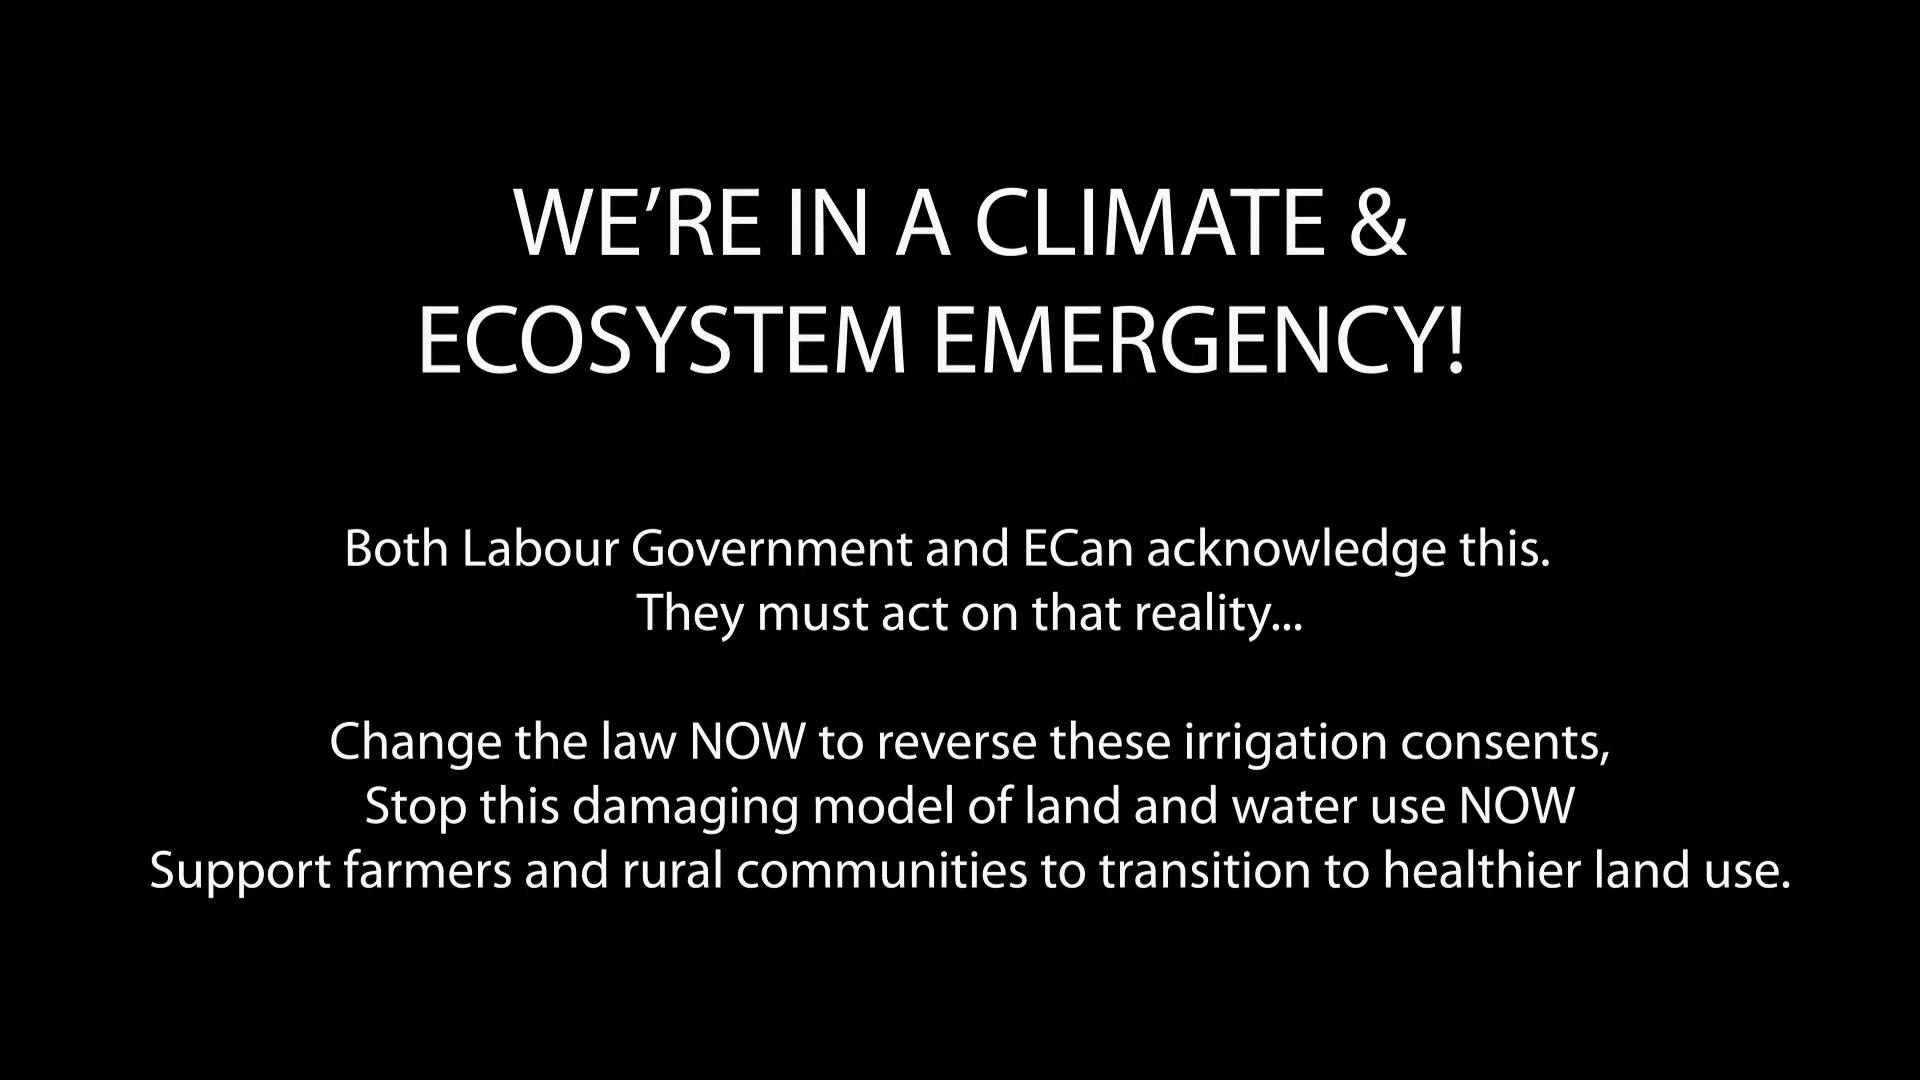 WE’RE IN A CLIMATE &
ECOSYSTEM EMERGENCY!
Both Labour Government and ECan acknowledge this.
They must act on that reality...
Change the law NOW to reverse these irrigation consents,
Stop this damaging model of land and water use NOW
Support farmers and rural communities to transition to healthier land use.